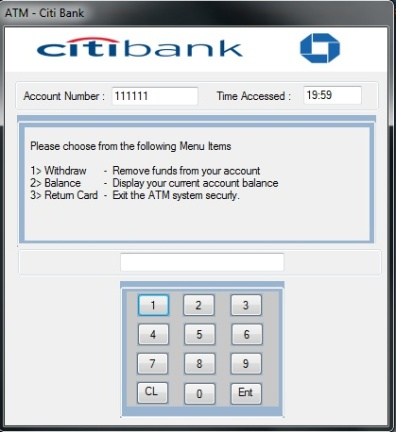 ATM - Citi Bank
citibank
Account Number : 111111 Time Accessed : 19:59
Please choose from the following Menu Items
1> Withdraw - Remove funds from your account
2> Balance - Display your current account balance
3> Return Card - Exit the ATM system securly.
1 2 3
4 5 6
7 8 9
CL 0 Ent